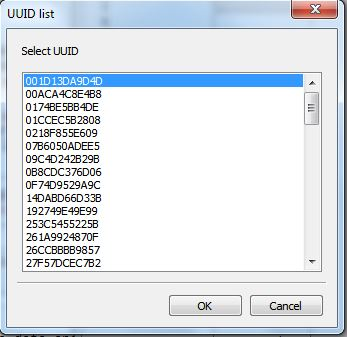 UUID list
Select UUID
001D13DA9D4D
00ACA4C8E4B8
0174BE5BB4DE
01CCEC5B2808
0218F855E609
07B6050ADEE5
09C4D242B29B
0B8CDC376D06
0F74D9529A9C
14DABD66D33B
192749E49E99
253C5455225B
261A9924870F
26CCBBBB9857
27F57DCEC7B2
OK
Cancel